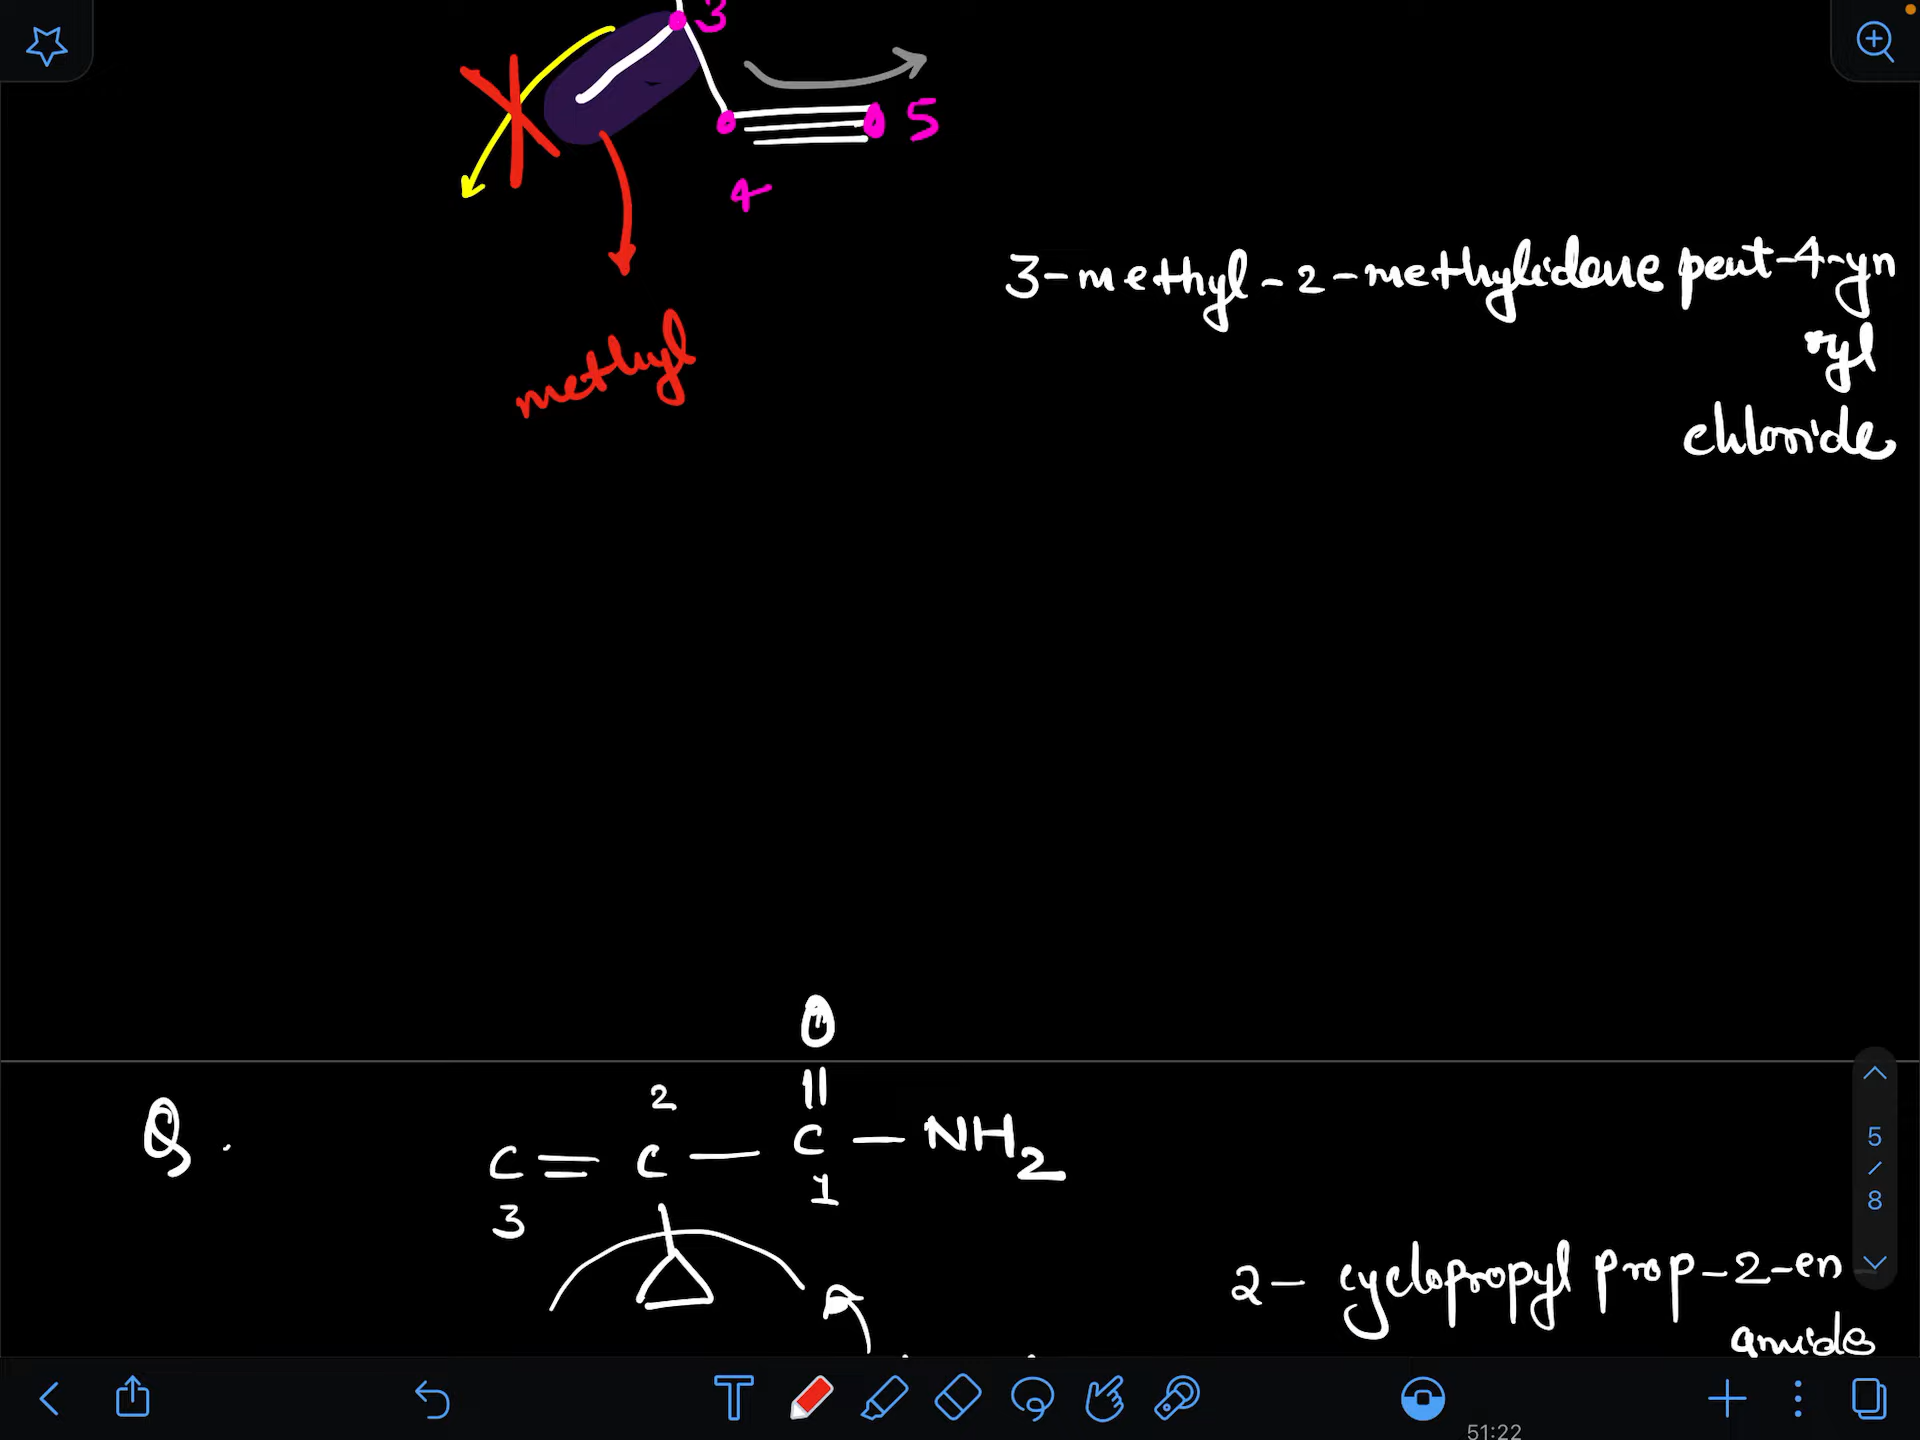 3
5
4
3-methyl-2-methylidene pent-4-yn
oyl
chloride
methyl
O
||
2
Q.
C = C - C - NH2
1
3
2- cyclopropyl prop-2-en
amide
5
/
8
T
51:22